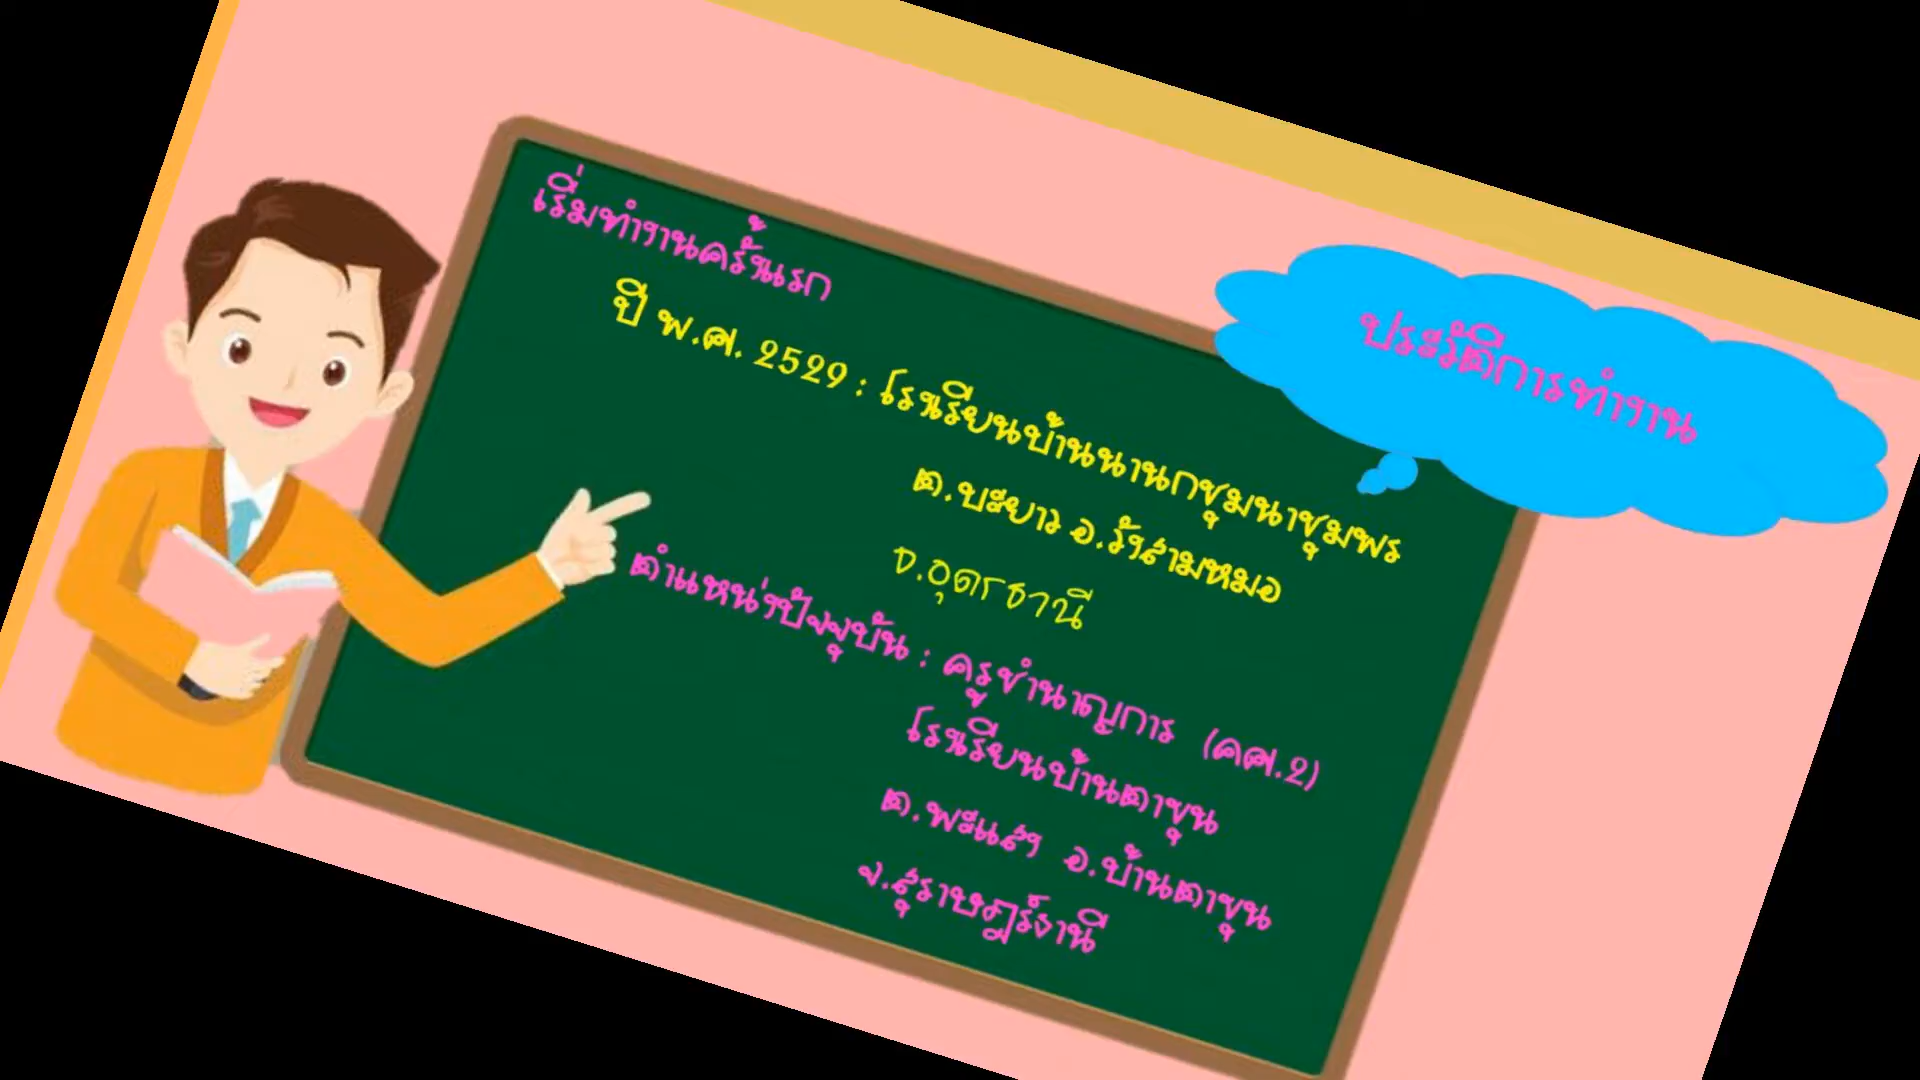 ประวัติการทำงาน
เริ่มทำงานครั้งแรก
ปี พ.ศ. 2529 : โรงเรียนบ้านนานกชุมนาชุมพร
ต.บะยาว อ.วังสามหมอ
จ.อุดรธานี
ตำแหน่งปัจจุบัน : ครูชำนาญการ (คศ.2)
โรงเรียนบ้านตาขุน
ต.พะแสง อ.บ้านตาขุน
จ.สุราษฎร์ธานี